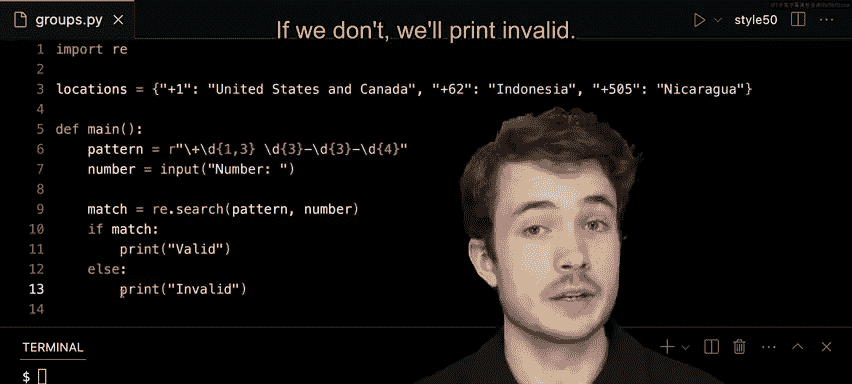 groups.py
style50
If we don't, we'll print invalid.
1 import re
2
3 locations = {"+1": "United States and Canada", "+62": "Indonesia", "+505": "Nicaragua"}
4
5 def main():
6     pattern = r"\+\d{1,3} \d{3}-\d{3}-\d{4}"
7     number = input("Number: ")
8
9     match = re.search(pattern, number)
10     if match:
11         print("Valid")
12     else:
13         print("Invalid")
14
TERMINAL
$